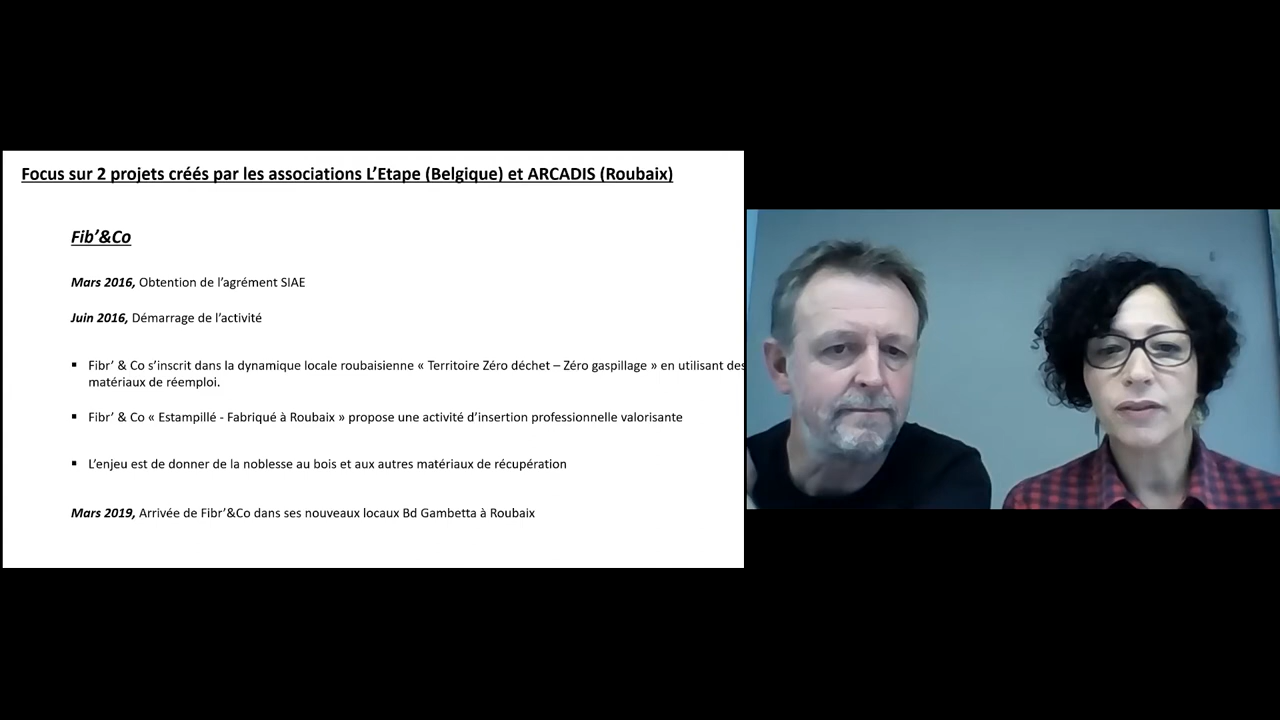 Focus sur 2 projets créés par les associations L’Etape (Belgique) et ARCADIS (Roubaix)
Fib’&Co
Mars 2016, Obtention de l’agrément SIAE
Juin 2016, Démarrage de l’activité
▪ Fibr’ & Co s’inscrit dans la dynamique locale roubaisienne « Territoire Zéro déchet – Zéro gaspillage » en utilisant des
matériaux de réemploi.
▪ Fibr’ & Co « Estampillé - Fabriqué à Roubaix » propose une activité d’insertion professionnelle valorisante
▪ L’enjeu est de donner de la noblesse au bois et aux autres matériaux de récupération
Mars 2019, Arrivée de Fibr’&Co dans ses nouveaux locaux Bd Gambetta à Roubaix